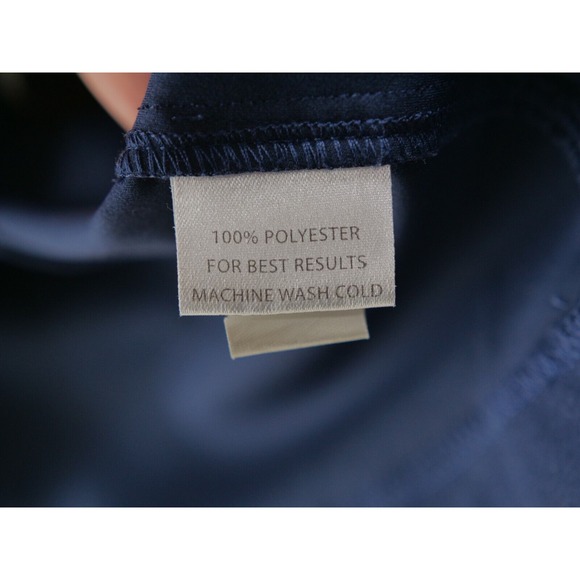 100% POLYESTER
FOR BEST RESULTS
MACHINE WASH COLD